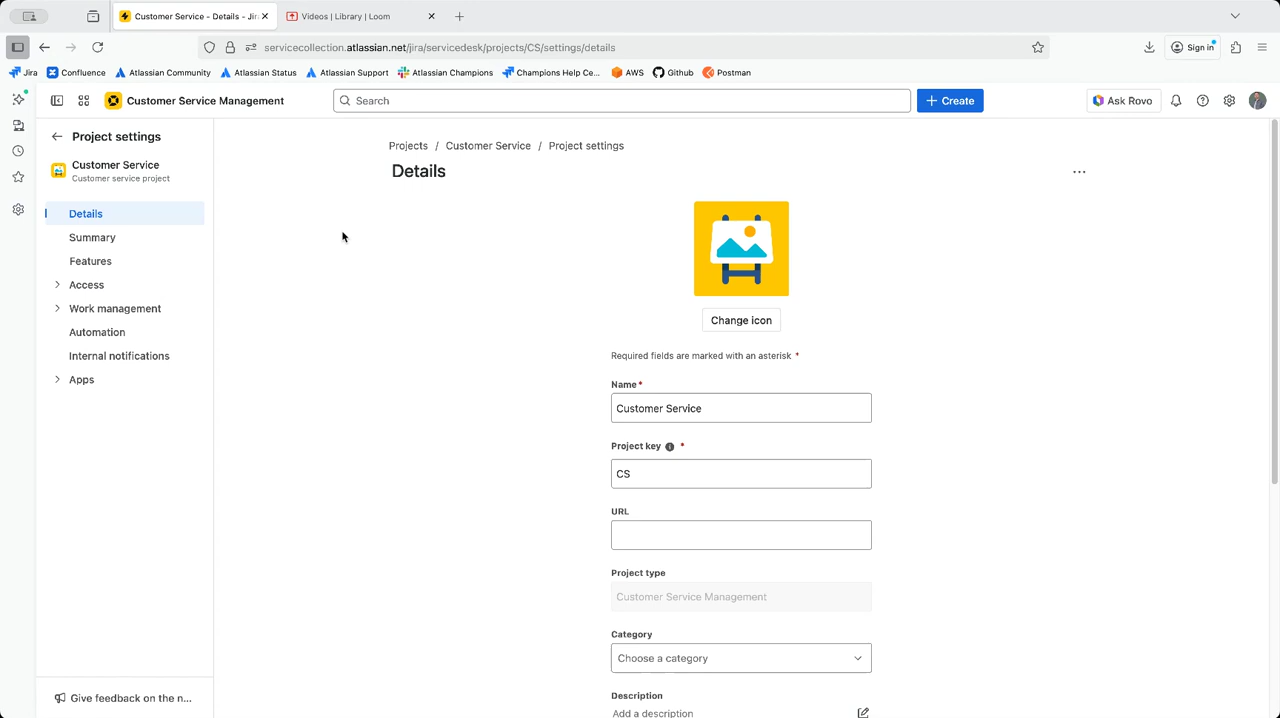 Customer Service - Details - Jir
Videos | Library | Loom
servicecollection.atlassian.net/jira/servicedesk/projects/CS/settings/details
Sign in
Jira
Confluence
Atlassian Community
Atlassian Status
Atlassian Support
Atlassian Champions
Champions Help Ce...
AWS
Github
Postman
Customer Service Management
Search
Create
Ask Rovo
Project settings
Customer Service
Customer service project
Details
Summary
Features
Access
Work management
Automation
Internal notifications
Apps
Give feedback on the n...
Projects / Customer Service / Project settings
Details
Change icon
Required fields are marked with an asterisk *
Name *
Customer Service
Project key *
CS
URL
Project type
Customer Service Management
Category
Choose a category
Description
Add a description